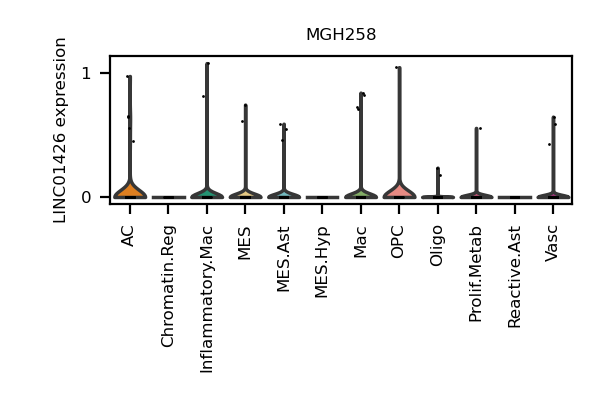 MGH258
LINC01426 expression
1
0
AC
Chromatin.Reg
Inflammatory.Mac
MES
MES.Ast
MES.Hyp
Mac
OPC
Oligo
Prolif.Metab
Reactive.Ast
Vasc